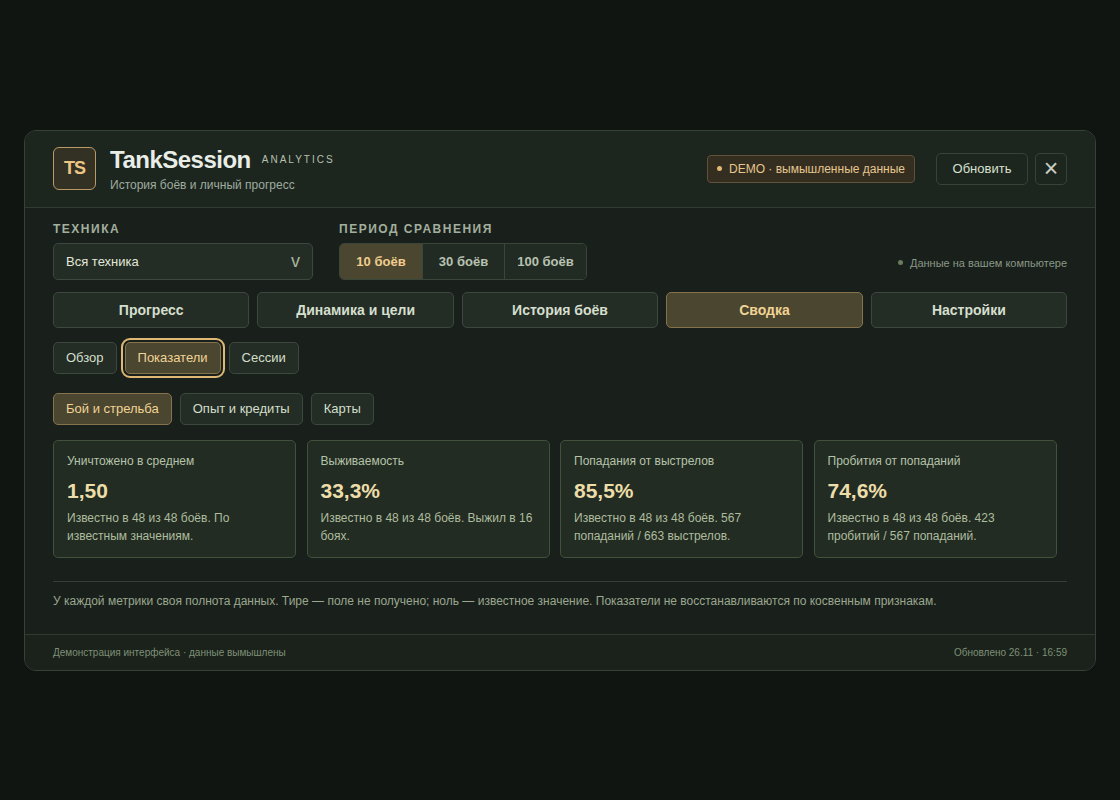 TS
TankSession ANALYTICS
История боёв и личный прогресс
DEMO · вымышленные данные
Обновить
✕
ТЕХНИКА
ПЕРИОД СРАВНЕНИЯ
Вся техника
10 боёв 30 боёв 100 боёв
Данные на вашем компьютере
Прогресс Динамика и цели История боёв Сводка Настройки
Обзор Показатели Сессии
Бой и стрельба Опыт и кредиты Карты
Уничтожено в среднем
1,50
Известно в 48 из 48 боёв. По
известным значениям.
Выживаемость
33,3%
Известно в 48 из 48 боёв. Выжил в 16
боях.
Попадания от выстрелов
85,5%
Известно в 48 из 48 боёв. 567
попаданий / 663 выстрелов.
Пробития от попаданий
74,6%
Известно в 48 из 48 боёв. 423
пробитий / 567 попаданий.
У каждой метрики своя полнота данных. Тире — поле не получено; ноль — известное значение. Показатели не восстанавливаются по косвенным признакам.
Демонстрация интерфейса · данные вымышлены
Обновлено 26.11 · 16:59